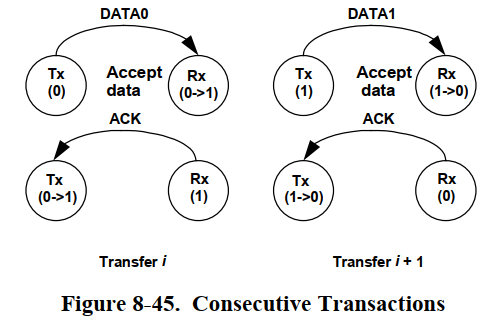 DATA0
DATA1
Tx
(0)
Accept
data
Rx
(0->1)
Tx
(1)
Accept
data
Rx
(1->0)
ACK
ACK
Tx
(0->1)
Rx
(1)
Tx
(1->0)
Rx
(0)
Transfer i
Transfer i + 1
Figure 8-45. Consecutive Transactions